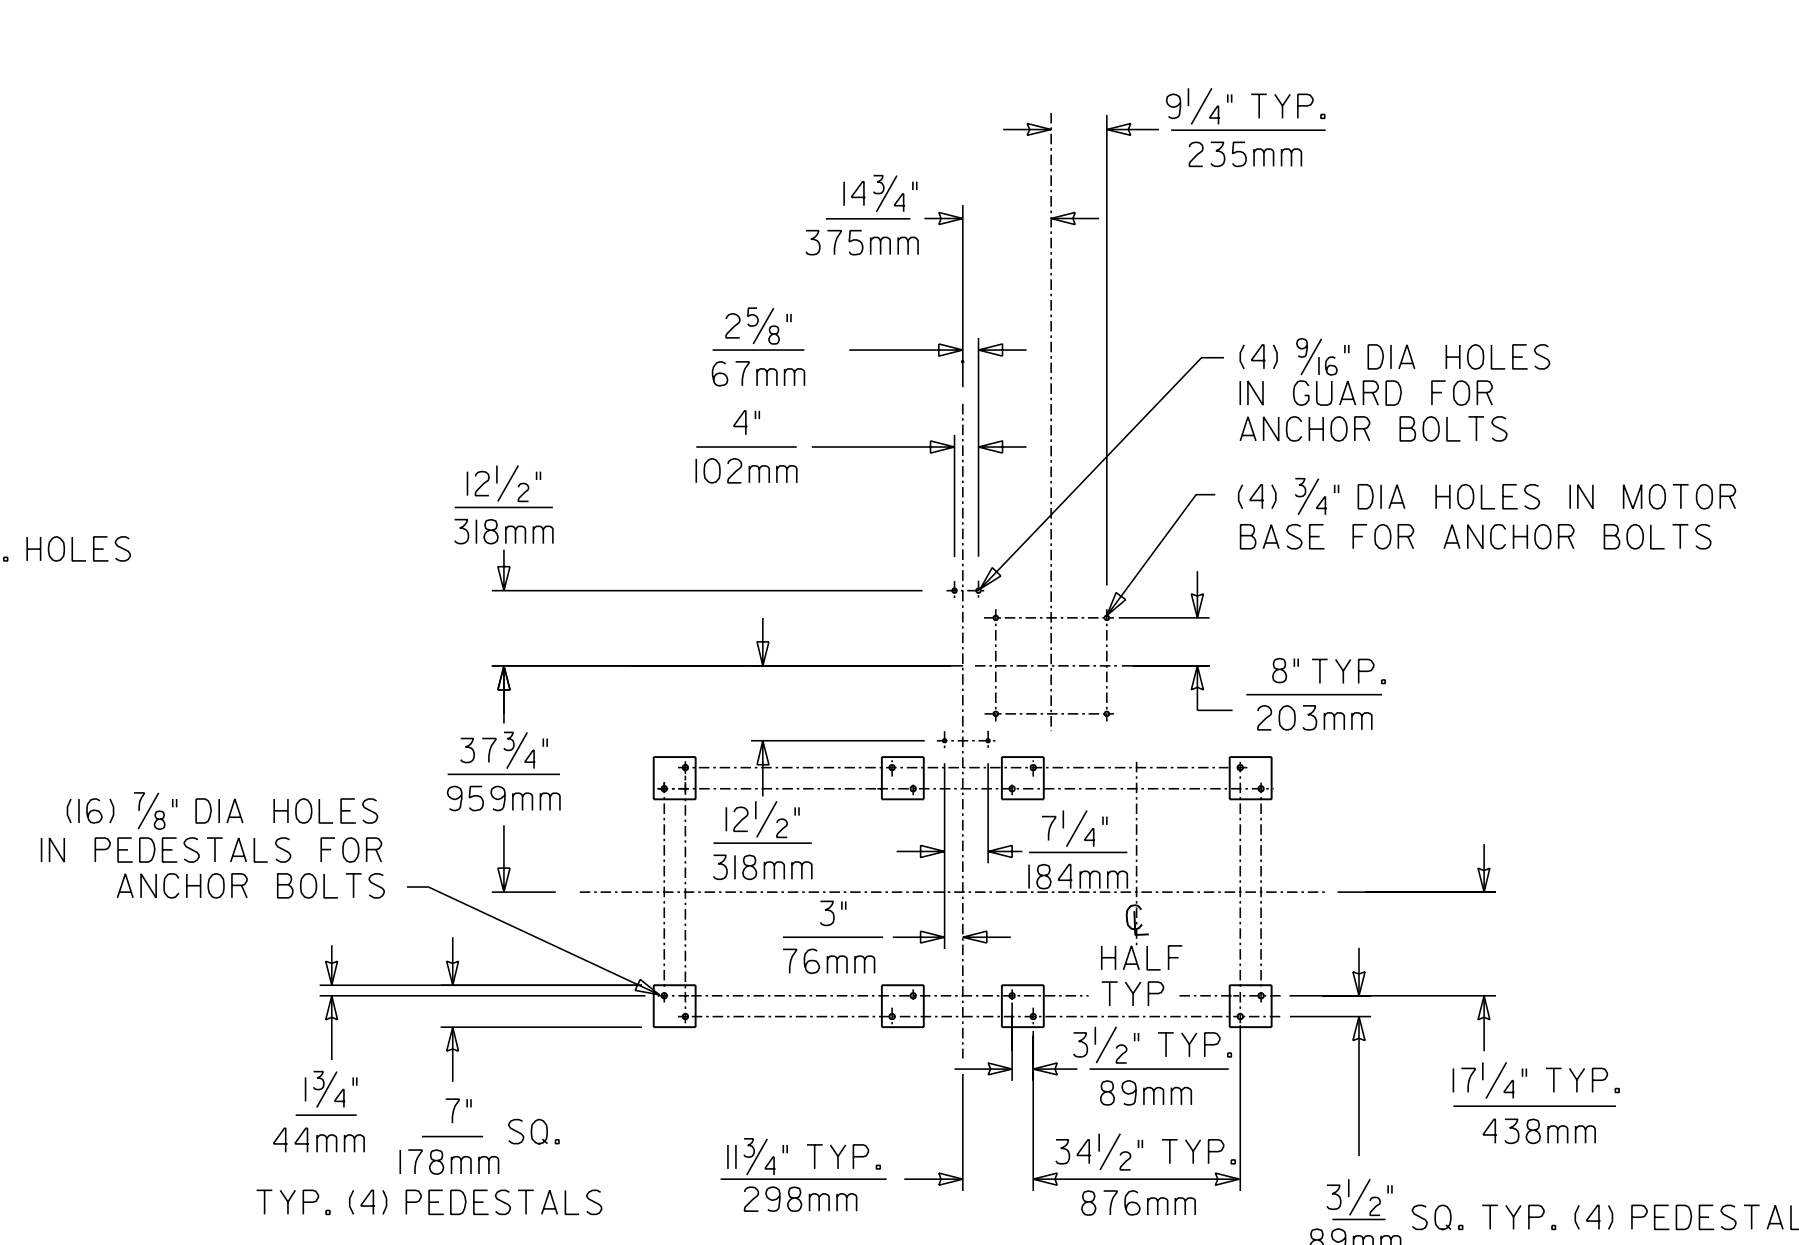 9 1/4" TYP.
235mm
14 3/4"
375mm
2 5/8"
67mm
(4) 9/16" DIA HOLES
IN GUARD FOR
ANCHOR BOLTS
4"
102mm
12 1/2"
318mm
(4) 3/4" DIA HOLES IN MOTOR
BASE FOR ANCHOR BOLTS
. HOLES
8" TYP.
203mm
37 3/4"
959mm
(16) 7/8" DIA HOLES
IN PEDESTALS FOR
ANCHOR BOLTS
12 1/2"
318mm
7 1/4"
184mm
3"
76mm
℄
HALF
TYP
3 1/2" TYP.
89mm
1 3/4"
44mm
7"
178mm
SQ.
TYP. (4) PEDESTALS
17 1/4" TYP.
438mm
11 3/4" TYP.
298mm
34 1/2" TYP.
876mm
3 1/2"
89mm
SQ. TYP. (4) PEDESTAL